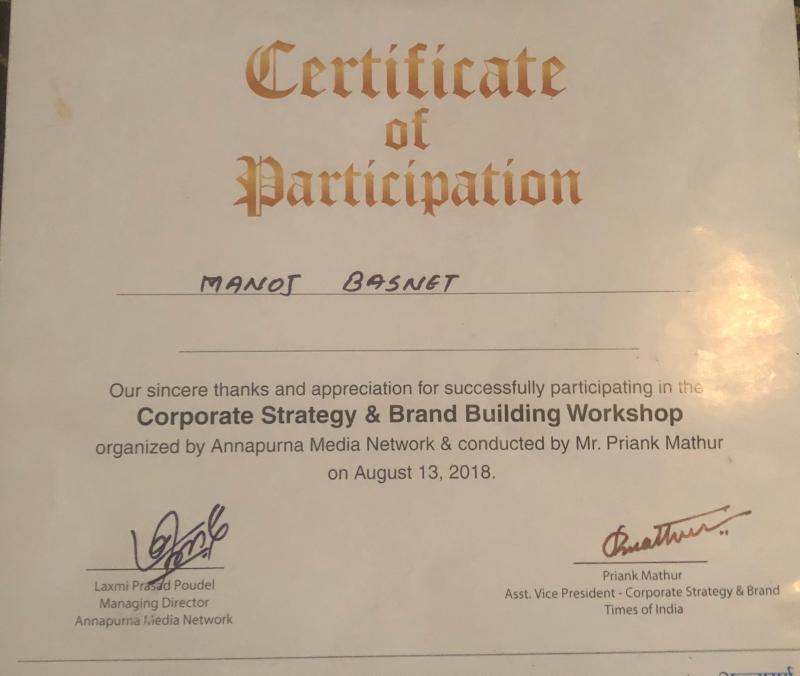 Certificate
of
Participation
MANOJ BASNET
Our sincere thanks and appreciation for successfully participating in the
Corporate Strategy & Brand Building Workshop
organized by Annapurna Media Network & conducted by Mr. Priank Mathur
on August 13, 2018.
Laxmi Prasad Poudel
Managing Director
Annapurna Media Network
Priank Mathur
Asst. Vice President - Corporate Strategy & Brand
Times of India